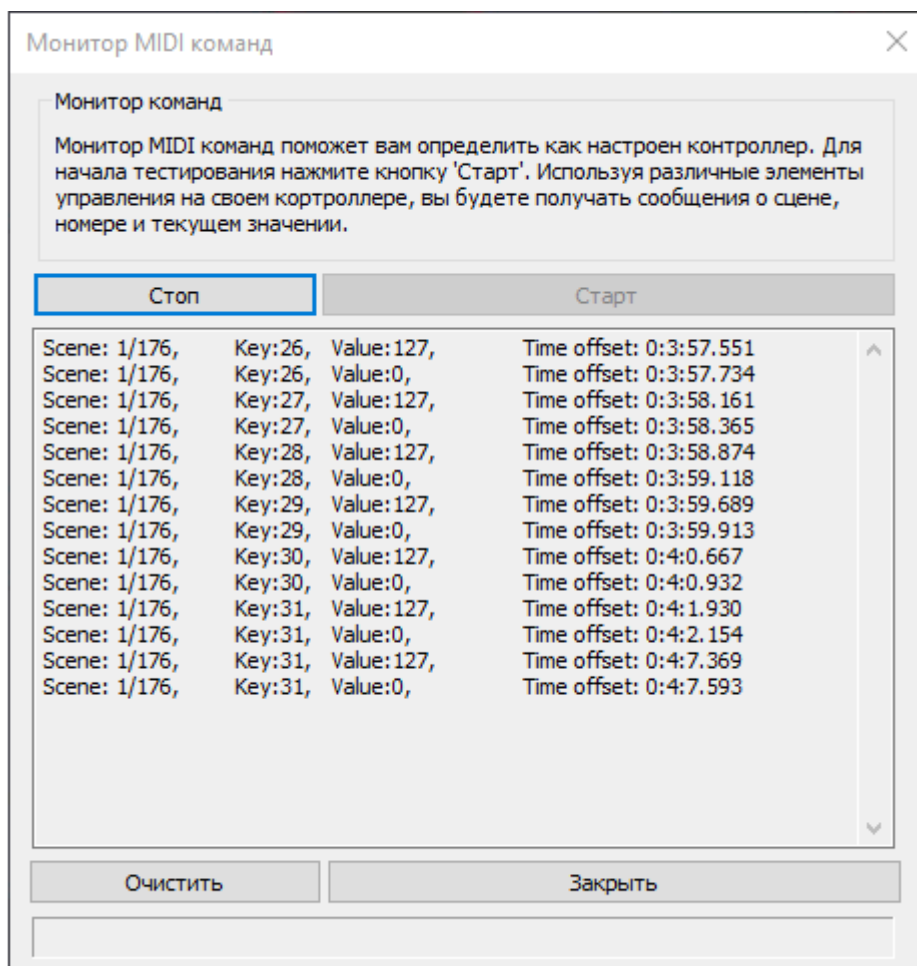 Монитор MIDI команд
Монитор команд
Монитор MIDI команд поможет вам определить как настроен контроллер. Для
начала тестирования нажмите кнопку 'Старт'. Используя различные элементы
управления на своем кортроллере, вы будете получать сообщения о сцене,
номере и текущем значении.
Стоп Старт
Scene: 1/176, Key:26, Value:127, Time offset: 0:3:57.551
Scene: 1/176, Key:26, Value:0, Time offset: 0:3:57.734
Scene: 1/176, Key:27, Value:127, Time offset: 0:3:58.161
Scene: 1/176, Key:27, Value:0, Time offset: 0:3:58.365
Scene: 1/176, Key:28, Value:127, Time offset: 0:3:58.874
Scene: 1/176, Key:28, Value:0, Time offset: 0:3:59.118
Scene: 1/176, Key:29, Value:127, Time offset: 0:3:59.689
Scene: 1/176, Key:29, Value:0, Time offset: 0:3:59.913
Scene: 1/176, Key:30, Value:127, Time offset: 0:4:0.667
Scene: 1/176, Key:30, Value:0, Time offset: 0:4:0.932
Scene: 1/176, Key:31, Value:127, Time offset: 0:4:1.930
Scene: 1/176, Key:31, Value:0, Time offset: 0:4:2.154
Scene: 1/176, Key:31, Value:127, Time offset: 0:4:7.369
Scene: 1/176, Key:31, Value:0, Time offset: 0:4:7.593
Очистить Закрыть